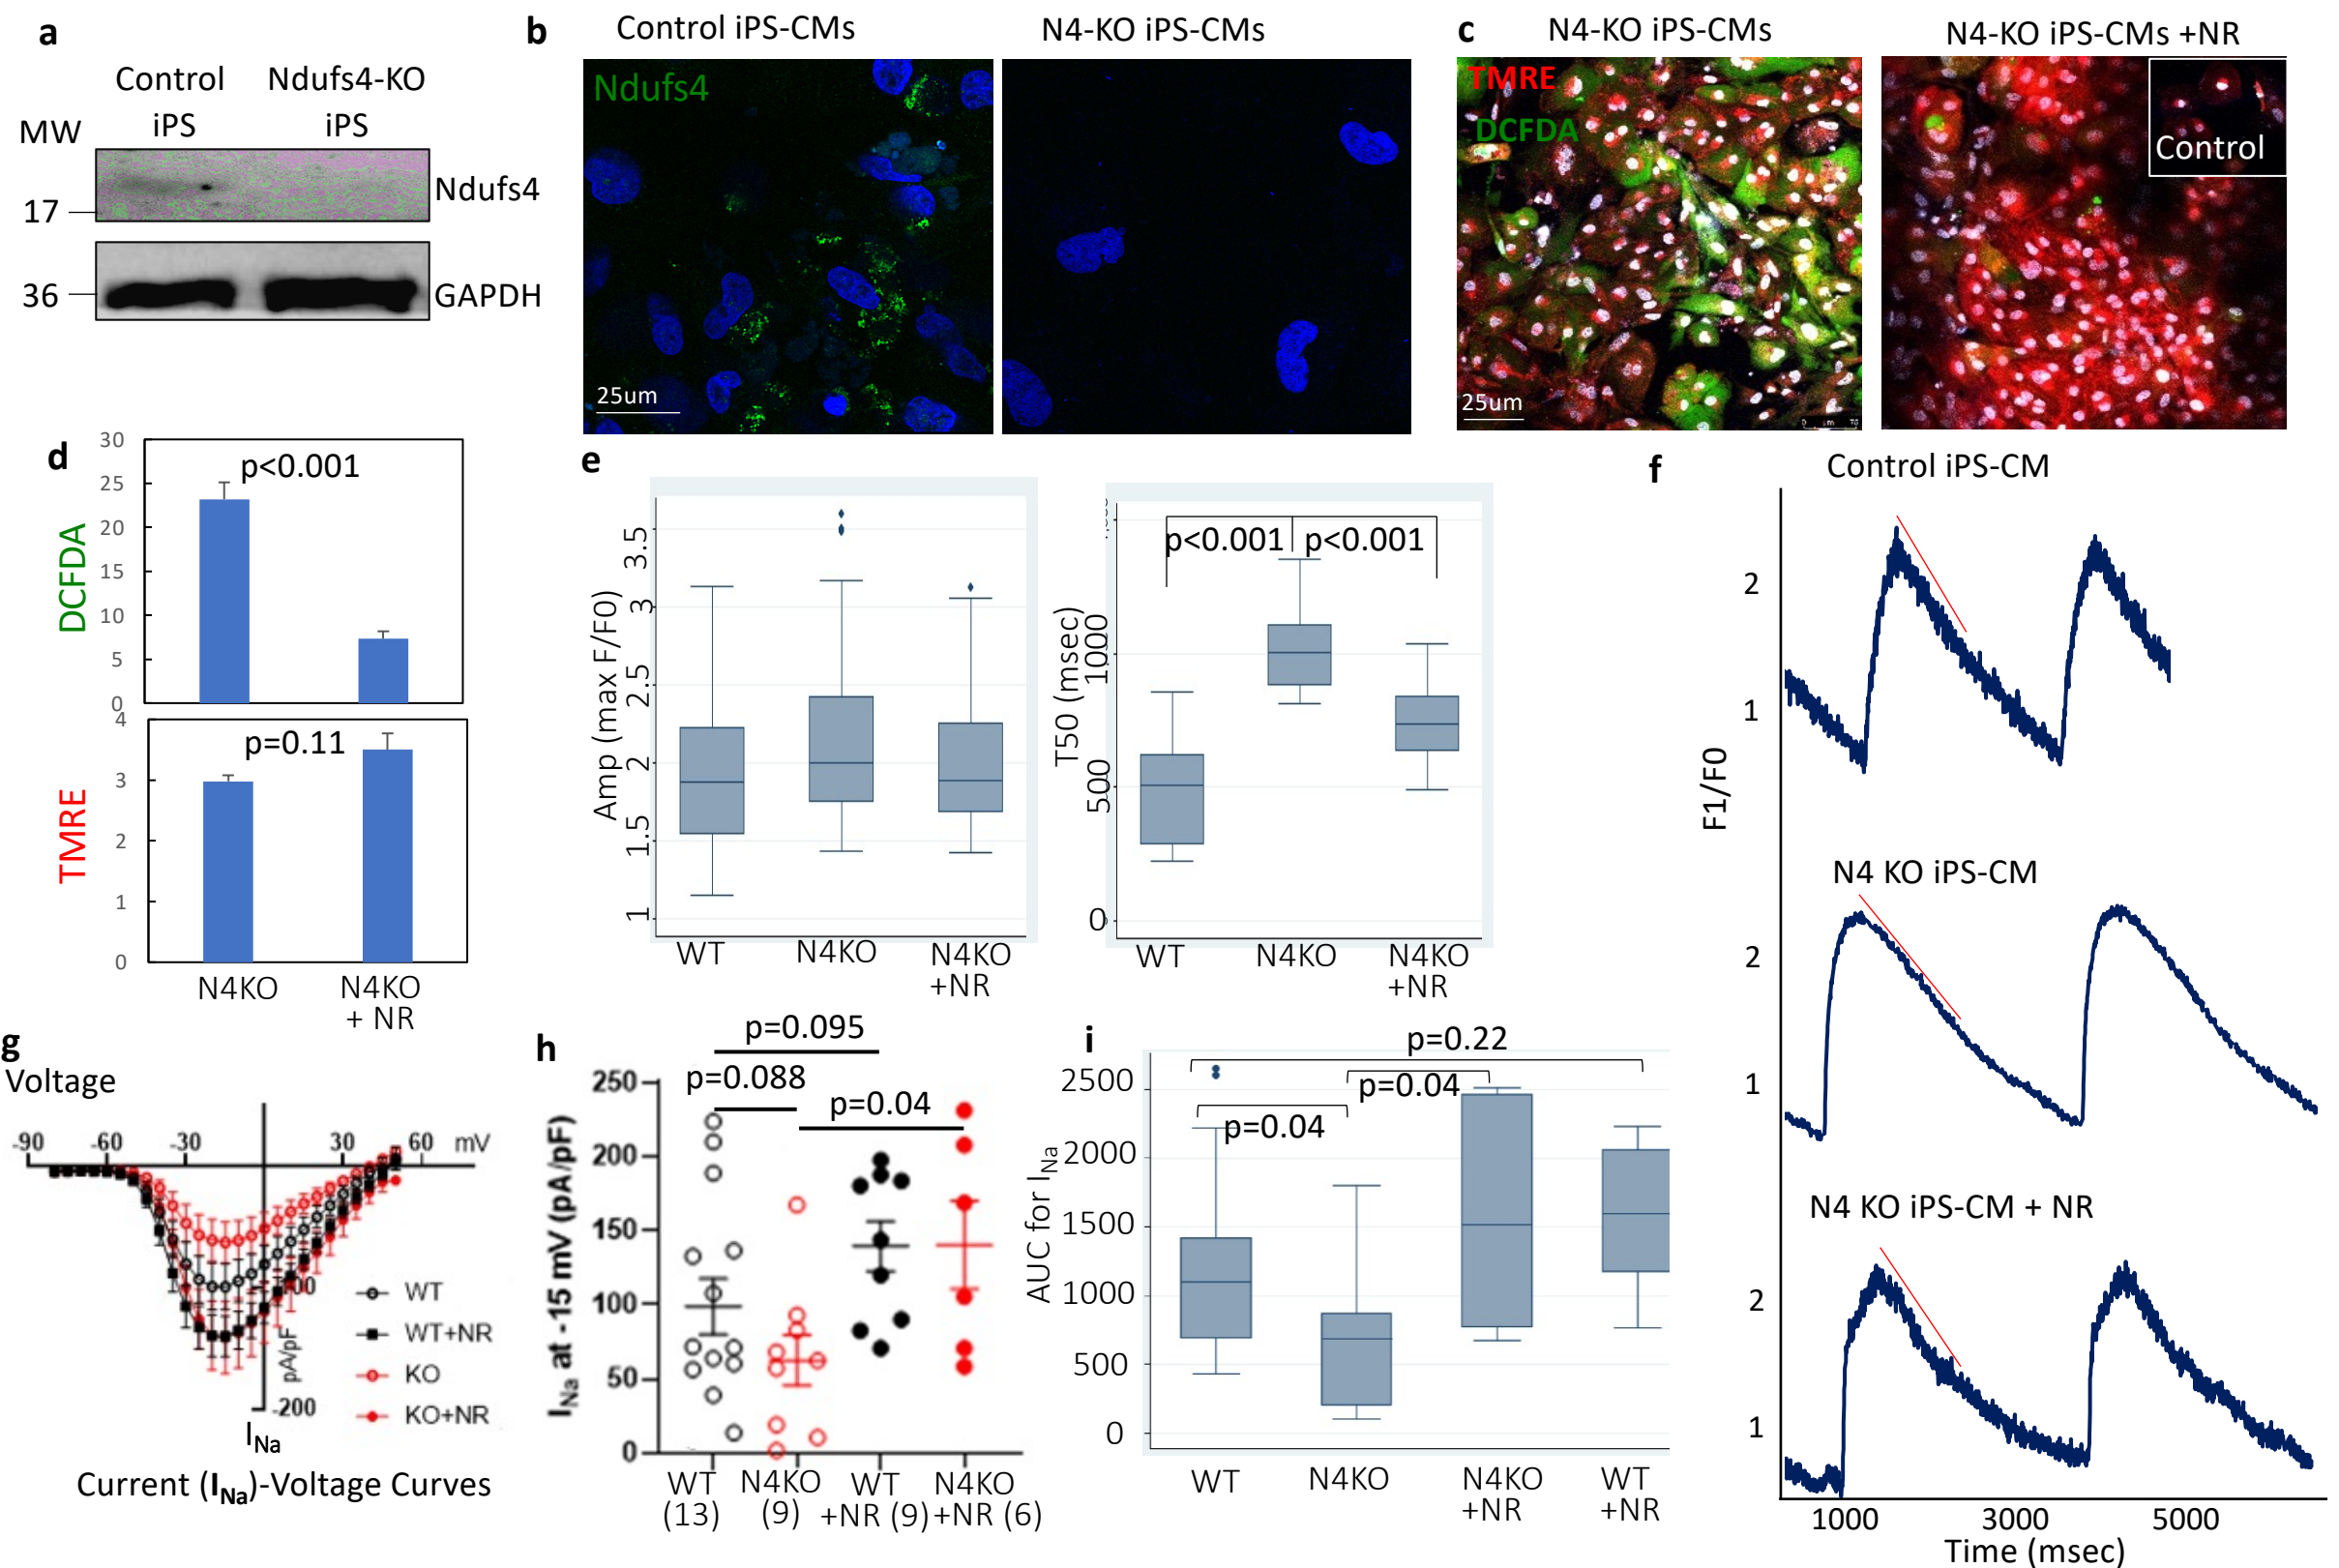 a
Control
iPS
Ndufs4-KO
iPS
MW
17
Ndufs4
36
GAPDH
b
Control iPS-CMs
N4-KO iPS-CMs
Ndufs4
25um
c
N4-KO iPS-CMs
N4-KO iPS-CMs +NR
TMRE
DCFDA
25um
Control
d
DCFDA
30
25
20
15
10
5
0
p<0.001
TMRE
4
3
2
1
0
p=0.11
N4KO
N4KO
+ NR
e
Amp (max F/F0)
3.5
3
2.5
2
1.5
1
WT
N4KO
N4KO
+NR
T50 (msec)
1000
500
0
p<0.001
p<0.001
WT
N4KO
N4KO
+NR
f
Control iPS-CM
2
1
F1/F0
N4 KO iPS-CM
2
1
N4 KO iPS-CM + NR
2
1
1000
3000
5000
Time (msec)
g
Voltage
-90
-60
-30
30
60
mV
pA/pF
-200
INa
WT
WT+NR
KO
KO+NR
Current (INa)-Voltage Curves
h
p=0.095
p=0.088
p=0.04
INa at -15 mV (pA/pF)
250
200
150
100
50
0
WT
(13)
N4KO
(9)
WT
+NR (9)
N4KO
+NR (6)
i
p=0.22
p=0.04
p=0.04
AUC for INa
2500
2000
1500
1000
500
0
WT
N4KO
N4KO
+NR
WT
+NR